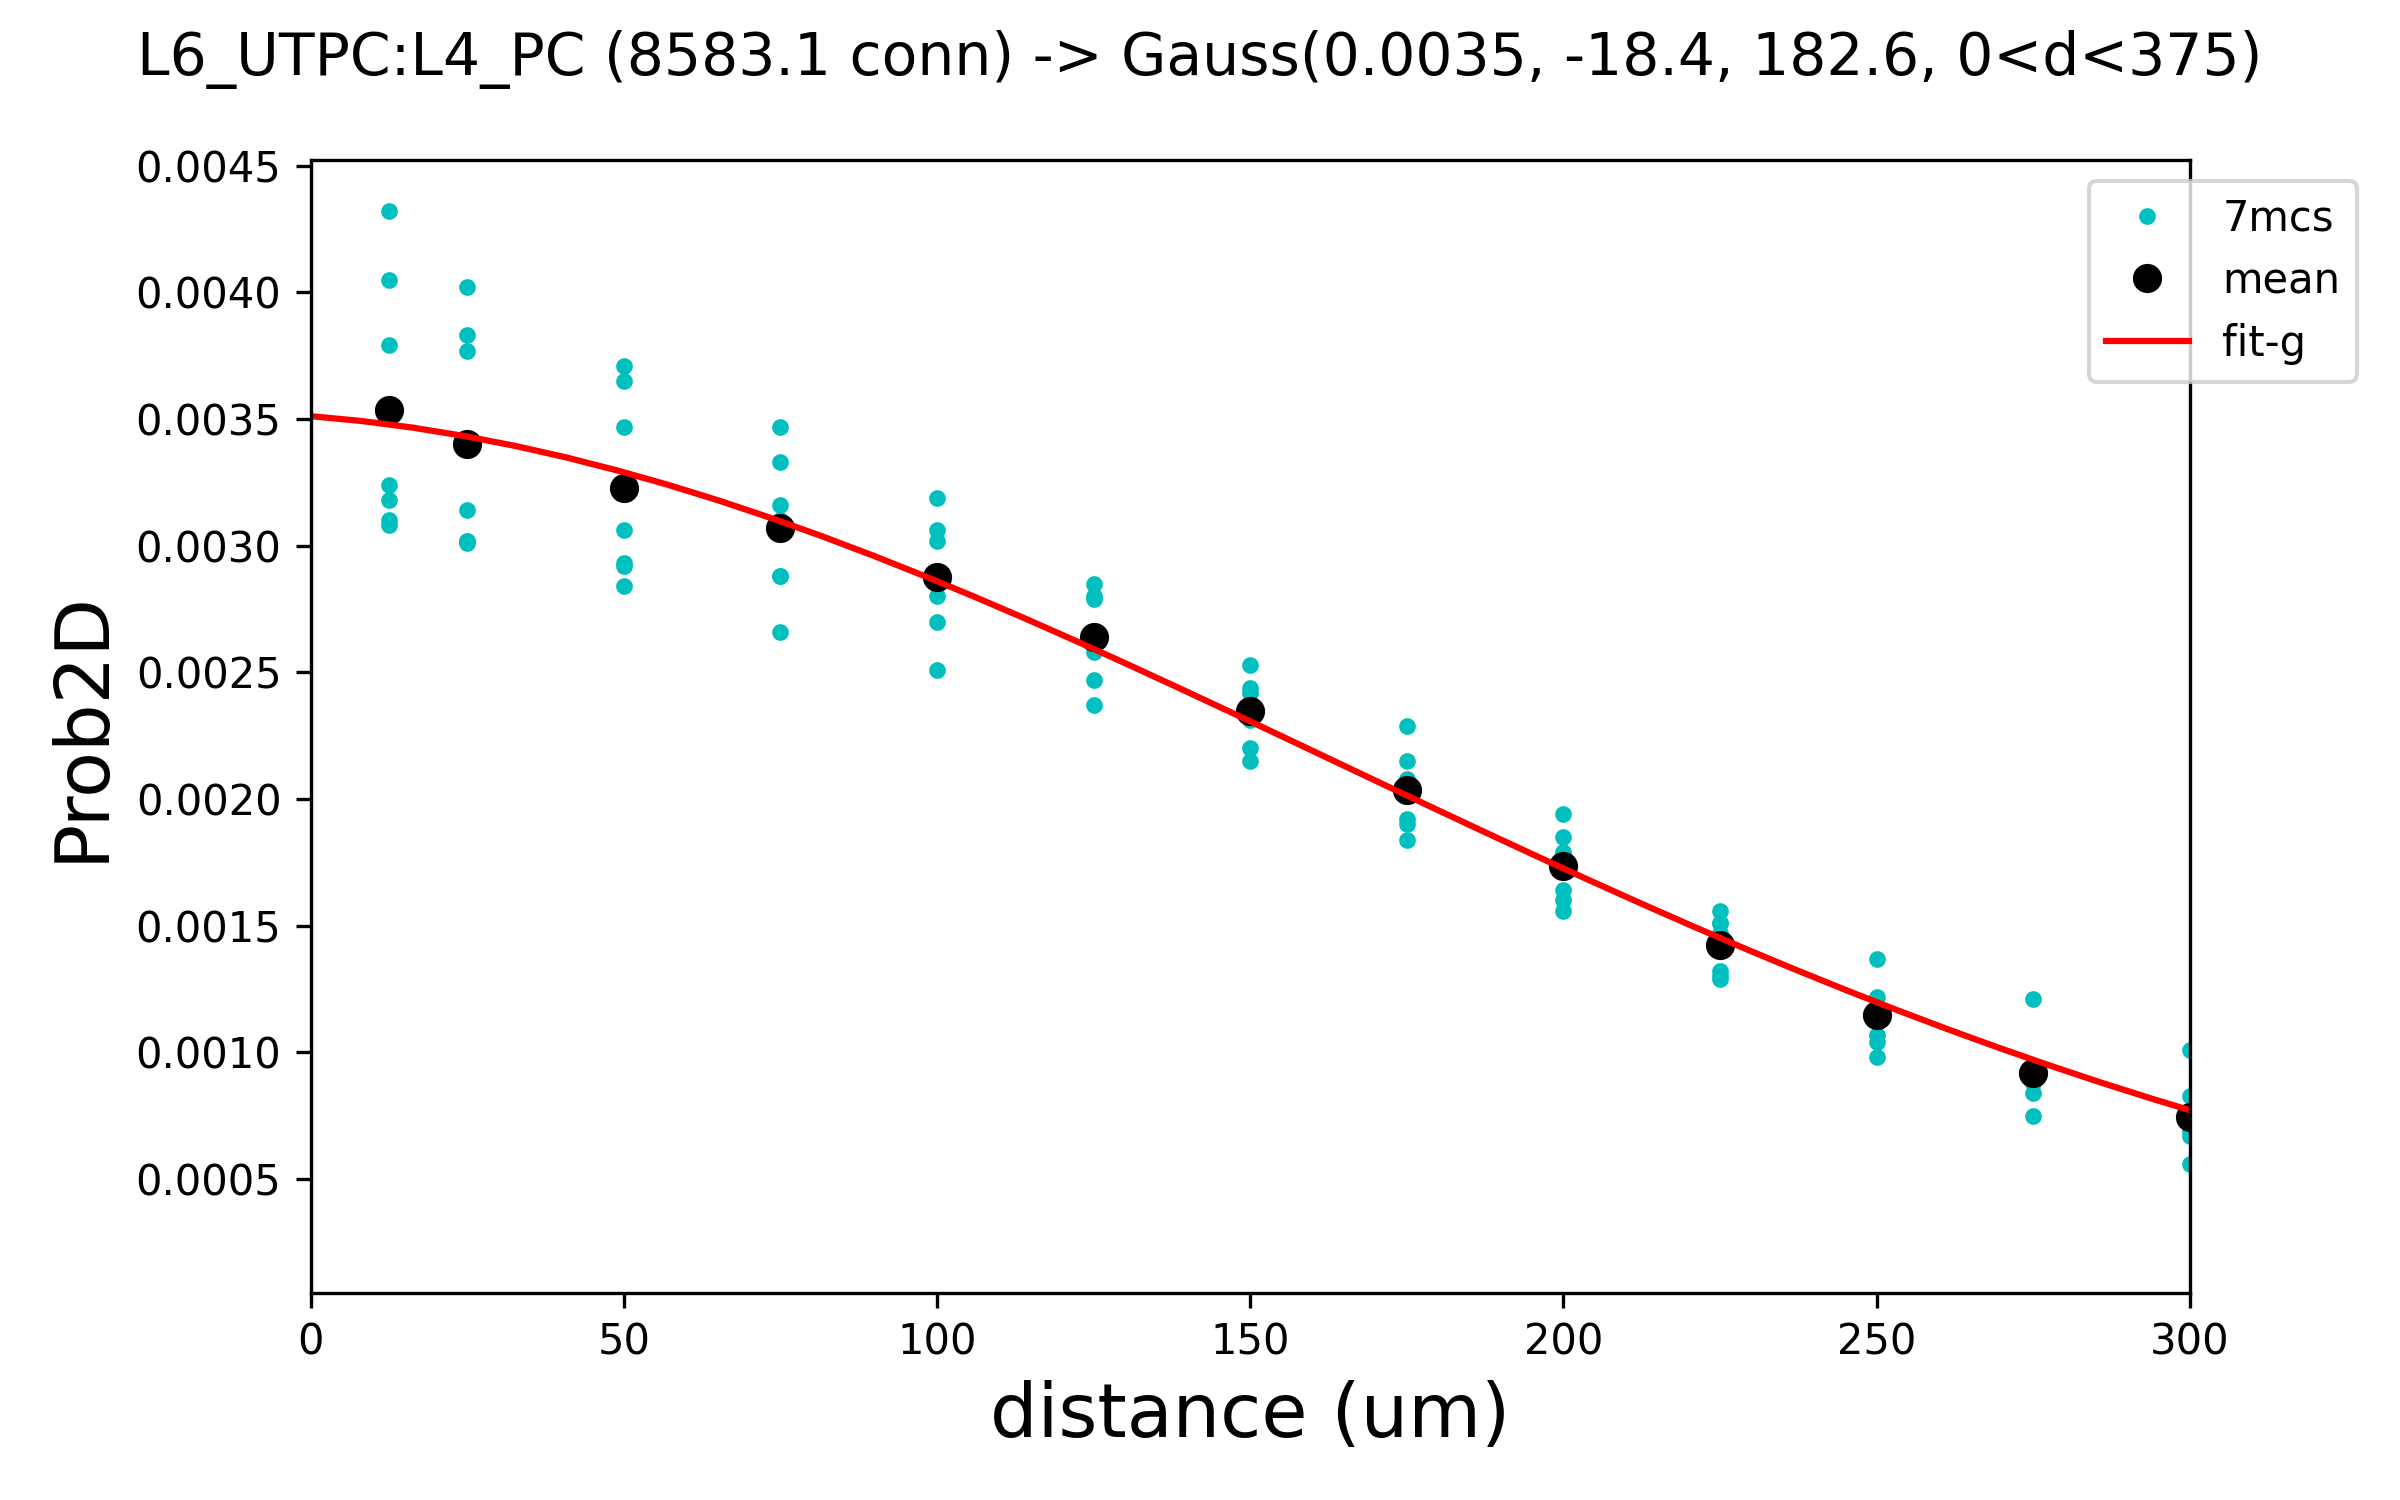 L6_UTPC:L4_PC (8583.1 conn) -> Gauss(0.0035, -18.4, 182.6, 0<d<375)
0.0045
0.0040
0.0035
0.0030
0.0025
0.0020
0.0015
0.0010
0.0005
Prob2D
7mcs
mean
fit-g
0 50 100 150 200 250 300
distance (um)